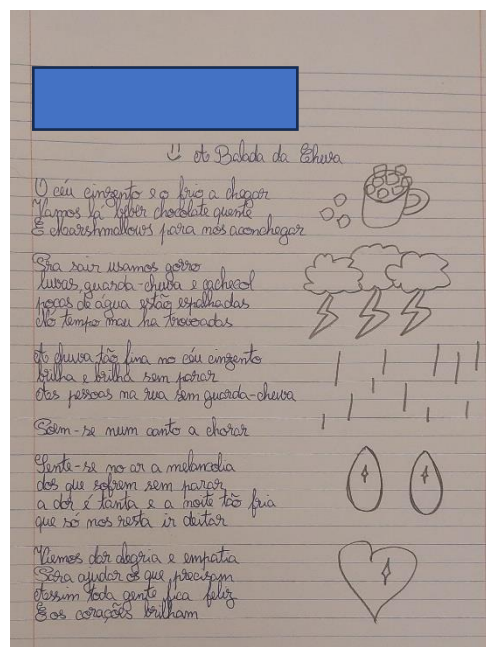 A Balada da Chuva
O céu cinzento e o frio a chegar
Vamos lá beber chocolate quente
E Marshmallows para nos aconchegar
Pra sair usamos gorro
luvas, guarda-chuva e cachecol
poças de água estão espalhadas
No tempo mau há trovoadas
A chuva tão fina no céu cinzento
brilha e brilha sem parar
As pessoas na rua sem guarda-chuva
Põem-se num canto a chorar
Sente-se no ar a melancolia
dos que sofrem sem parar
a dor é tanta e a noite tão fria
que só nos resta ir deitar
Viemos dar alegria e empatia
Para ajudar os que precisam
Assim toda gente fica feliz
E os corações brilham